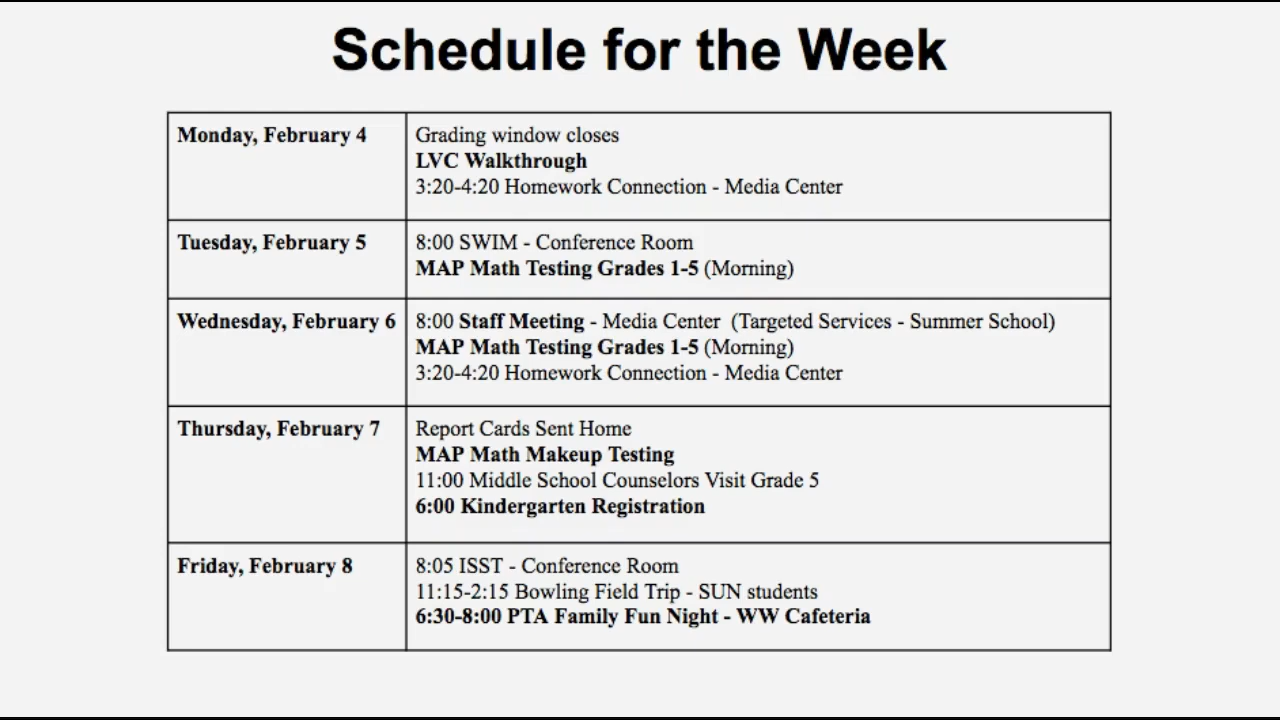 Schedule for the Week
Monday, February 4
Grading window closes
LVC Walkthrough
3:20-4:20 Homework Connection - Media Center
Tuesday, February 5
8:00 SWIM - Conference Room
MAP Math Testing Grades 1-5 (Morning)
Wednesday, February 6
8:00 Staff Meeting - Media Center  (Targeted Services - Summer School)
MAP Math Testing Grades 1-5 (Morning)
3:20-4:20 Homework Connection - Media Center
Thursday, February 7
Report Cards Sent Home
MAP Math Makeup Testing
11:00 Middle School Counselors Visit Grade 5
6:00 Kindergarten Registration
Friday, February 8
8:05 ISST - Conference Room
11:15-2:15 Bowling Field Trip - SUN students
6:30-8:00 PTA Family Fun Night - WW Cafeteria